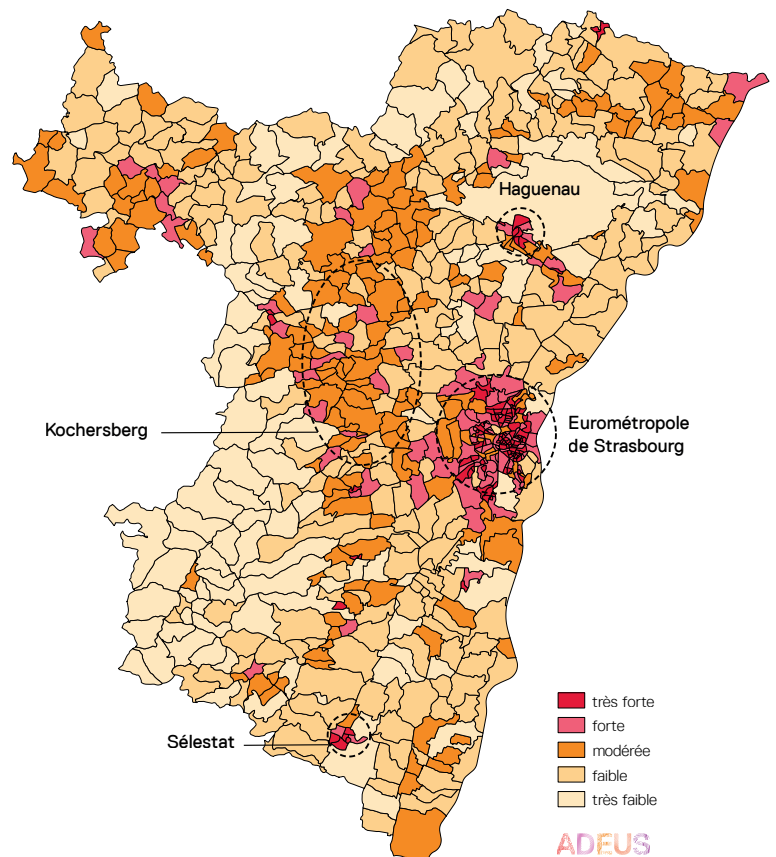 Haguenau
Kochersberg
Eurométropole
de Strasbourg
Sélestat
très forte
forte
modérée
faible
très faible
ADEUS